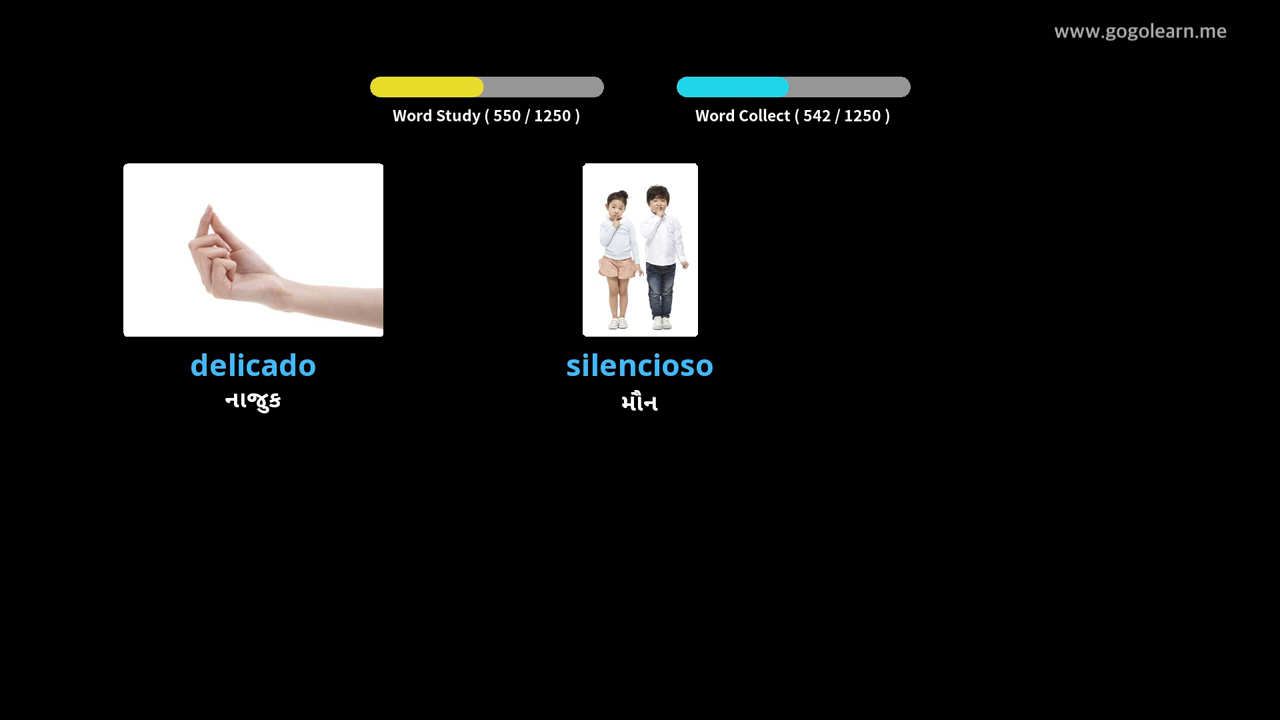 www.gogolearn.me
Word Study ( 550 / 1250 )
Word Collect ( 542 / 1250 )
delicado
નાજુક
silencioso
મૌન